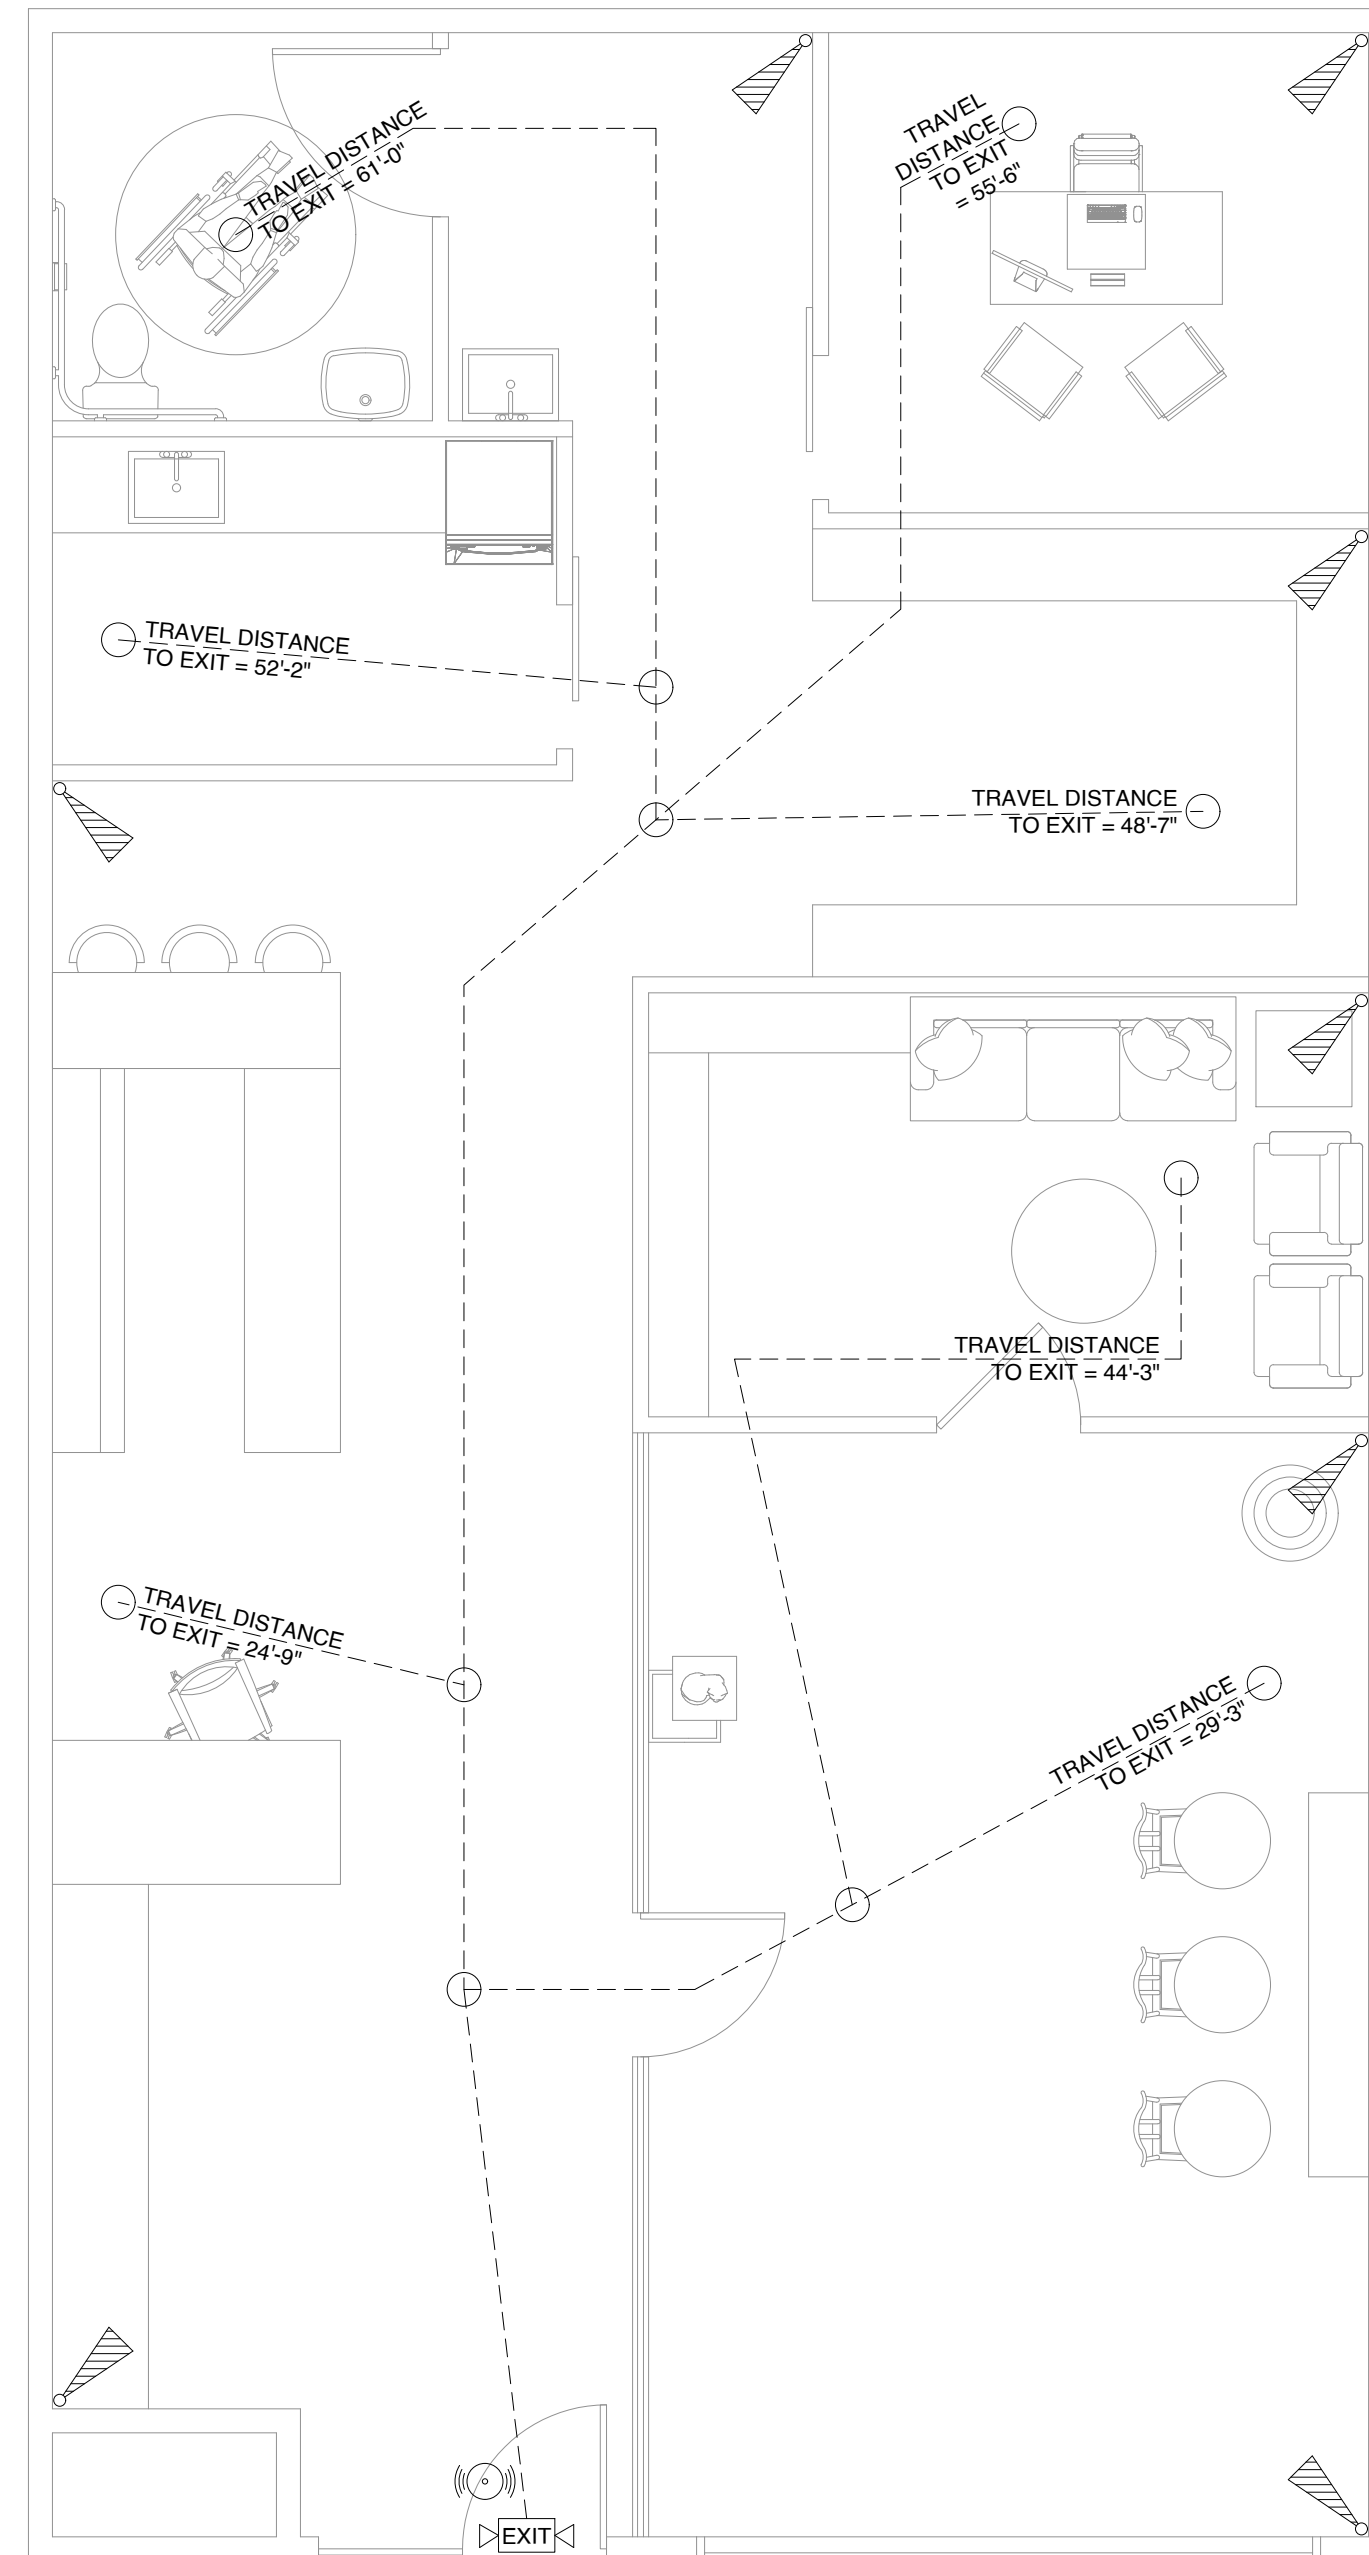 TRAVEL DISTANCE
TO EXIT = 61'-0"
TRAVEL
DISTANCE
TO EXIT
= 55'-6"
TRAVEL DISTANCE
TO EXIT = 52'-2"
TRAVEL DISTANCE
TO EXIT = 48'-7"
TRAVEL DISTANCE
TO EXIT = 44'-3"
TRAVEL DISTANCE
TO EXIT = 24'-9"
TRAVEL DISTANCE
TO EXIT = 29'-3"
EXIT